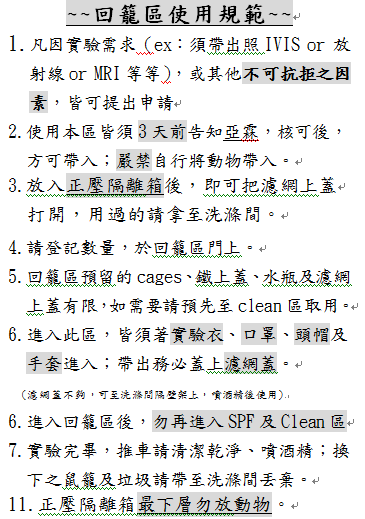 ~~回籠區使用規範~~
1. 凡因實驗需求 (ex：須帶出照 IVIS or 放
射線 or MRI 等等)，或其他不可抗拒之因
素，皆可提出申請
2. 使用本區皆須 3 天前告知亞霖，核可後，
方可帶入；嚴禁自行將動物帶入。
3. 放入正壓隔離箱後，即可把濾網上蓋
打開，用過的請拿至洗滌間。
4. 請登記數量，於回籠區門上。
5. 回籠區預留的 cages、鐵上蓋、水瓶及濾網
上蓋有限，如需要請預先至 clean 區取用。
6. 進入此區，皆須著實驗衣、口罩、頭帽及
手套進入；帶出務必蓋上濾網蓋。
(濾網蓋不夠，可至洗滌間隔壁架上，噴酒精後使用)
6. 進入回籠區後，勿再進入 SPF 及 Clean 區
7. 實驗完畢，推車請清潔乾淨、噴酒精；換
下之鼠籠及垃圾請帶至洗滌間丟棄。
11. 正壓隔離箱最下層勿放動物。